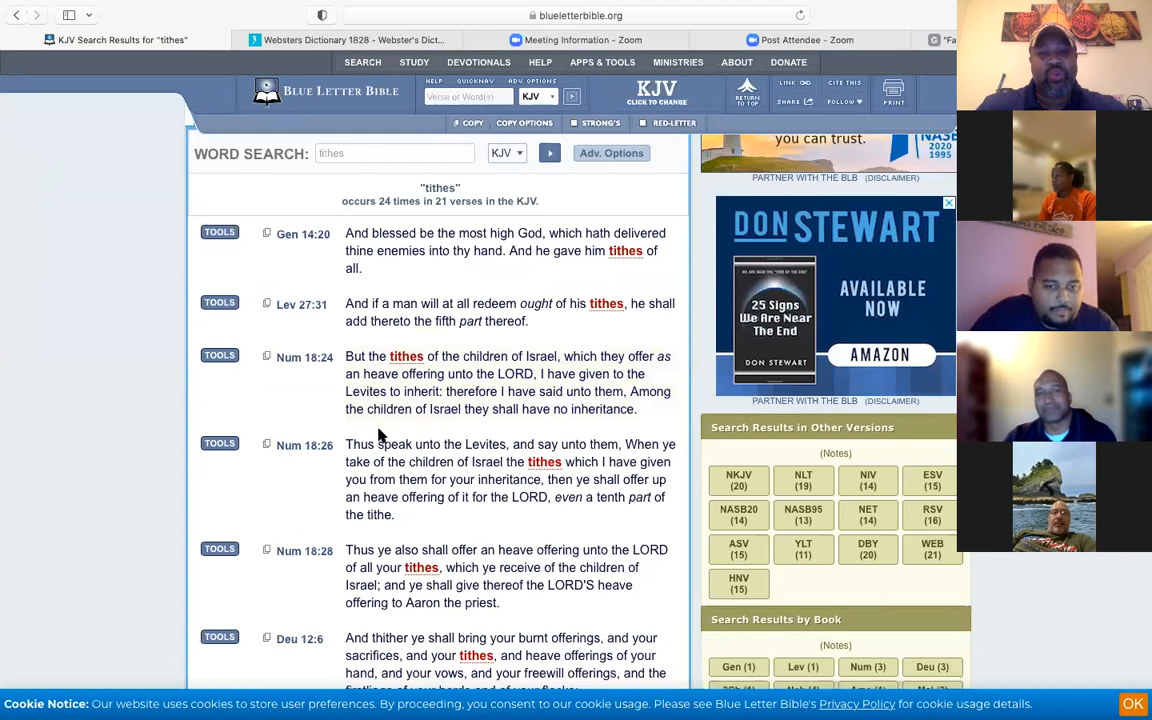 blueletterbible.org
KJV Search Results for "tithes"
Websters Dictionary 1828 - Webster's Dict...
Meeting Information - Zoom
Post Attendee - Zoom
"Fa
SEARCH STUDY DEVOTIONALS HELP APPS & TOOLS MINISTRIES ABOUT DONATE
BLUE LETTER BIBLE
HELP QUICKNAV ADV. OPTIONS
Verse or Word(s) KJV
KJV
CLICK TO CHANGE
RETURN
TO TOP
LINK CITE THIS
SHARE FOLLOW
PRINT
COPY COPY OPTIONS STRONG'S RED-LETTER
WORD SEARCH: tithes KJV Adv. Options
"tithes"
occurs 24 times in 21 verses in the KJV.
TOOLS Gen 14:20 And blessed be the most high God, which hath delivered
thine enemies into thy hand. And he gave him tithes of
all.
TOOLS Lev 27:31 And if a man will at all redeem ought of his tithes, he shall
add thereto the fifth part thereof.
TOOLS Num 18:24 But the tithes of the children of Israel, which they offer as
an heave offering unto the LORD, I have given to the
Levites to inherit: therefore I have said unto them, Among
the children of Israel they shall have no inheritance.
TOOLS Num 18:26 Thus speak unto the Levites, and say unto them, When ye
take of the children of Israel the tithes which I have given
you from them for your inheritance, then ye shall offer up
an heave offering of it for the LORD, even a tenth part of
the tithe.
TOOLS Num 18:28 Thus ye also shall offer an heave offering unto the LORD
of all your tithes, which ye receive of the children of
Israel; and ye shall give thereof the LORD'S heave
offering to Aaron the priest.
TOOLS Deu 12:6 And thither ye shall bring your burnt offerings, and your
sacrifices, and your tithes, and heave offerings of your
hand, and your vows, and your freewill offerings, and the
you can trust.
NASB
2020
1995
PARTNER WITH THE BLB (DISCLAIMER)
DON STEWART
25 Signs
We Are Near
The End
DON STEWART
AVAILABLE
NOW
AMAZON
PARTNER WITH THE BLB (DISCLAIMER)
Search Results in Other Versions
(Notes)
NKJV NLT NIV ESV
(20) (19) (14) (15)
NASB20 NASB95 NET RSV
(14) (13) (14) (16)
ASV YLT DBY WEB
(15) (11) (20) (21)
HNV
(15)
Search Results by Book
(Notes)
Gen (1) Lev (1) Num (3) Deu (3)
Cookie Notice: Our website uses cookies to store user preferences. By proceeding, you consent to our cookie usage. Please see Blue Letter Bible's Privacy Policy for cookie usage details. OK